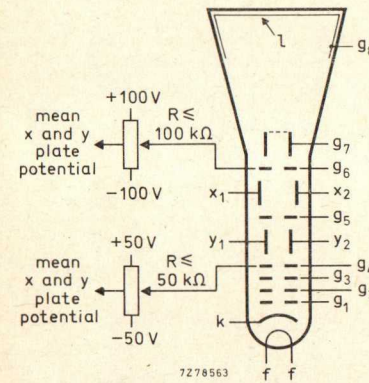 l
g
+100 V
R ≤
100 kΩ
mean
x and y
plate
potential
−100 V
g7
g6
x1
x2
g5
+50 V
R ≤
50 kΩ
mean
x and y
plate
potential
−50 V
y1
y2
g
g3
g
g1
k
7Z78563
f f